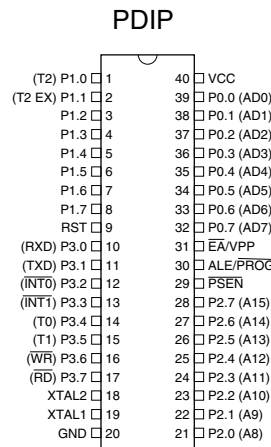 PDIP
(T2) P1.0 1 40 VCC
(T2 EX) P1.1 2 39 P0.0 (AD0)
P1.2 3 38 P0.1 (AD1)
P1.3 4 37 P0.2 (AD2)
P1.4 5 36 P0.3 (AD3)
P1.5 6 35 P0.4 (AD4)
P1.6 7 34 P0.5 (AD5)
P1.7 8 33 P0.6 (AD6)
RST 9 32 P0.7 (AD7)
(RXD) P3.0 10 31 E̅A̅/VPP
(TXD) P3.1 11 30 ALE/P̅R̅O̅G̅
(I̅N̅T̅0̅) P3.2 12 29 P̅S̅E̅N̅
(I̅N̅T̅1̅) P3.3 13 28 P2.7 (A15)
(T0) P3.4 14 27 P2.6 (A14)
(T1) P3.5 15 26 P2.5 (A13)
(W̅R̅) P3.6 16 25 P2.4 (A12)
(R̅D̅) P3.7 17 24 P2.3 (A11)
XTAL2 18 23 P2.2 (A10)
XTAL1 19 22 P2.1 (A9)
GND 20 21 P2.0 (A8)